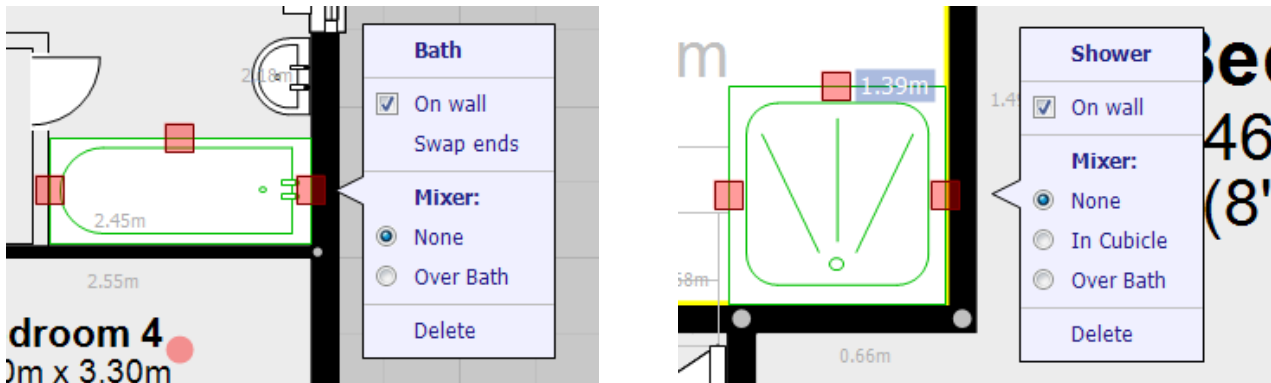 Bath
On wall
Swap ends
Mixer:
None
Over Bath
Delete
2.18m
2.45m
2.55m
droom 4
0m x 3.30m
m
1.39m
Shower
On wall
Mixer:
None
In Cubicle
Over Bath
Delete
Bed
46
(8'
0.66m